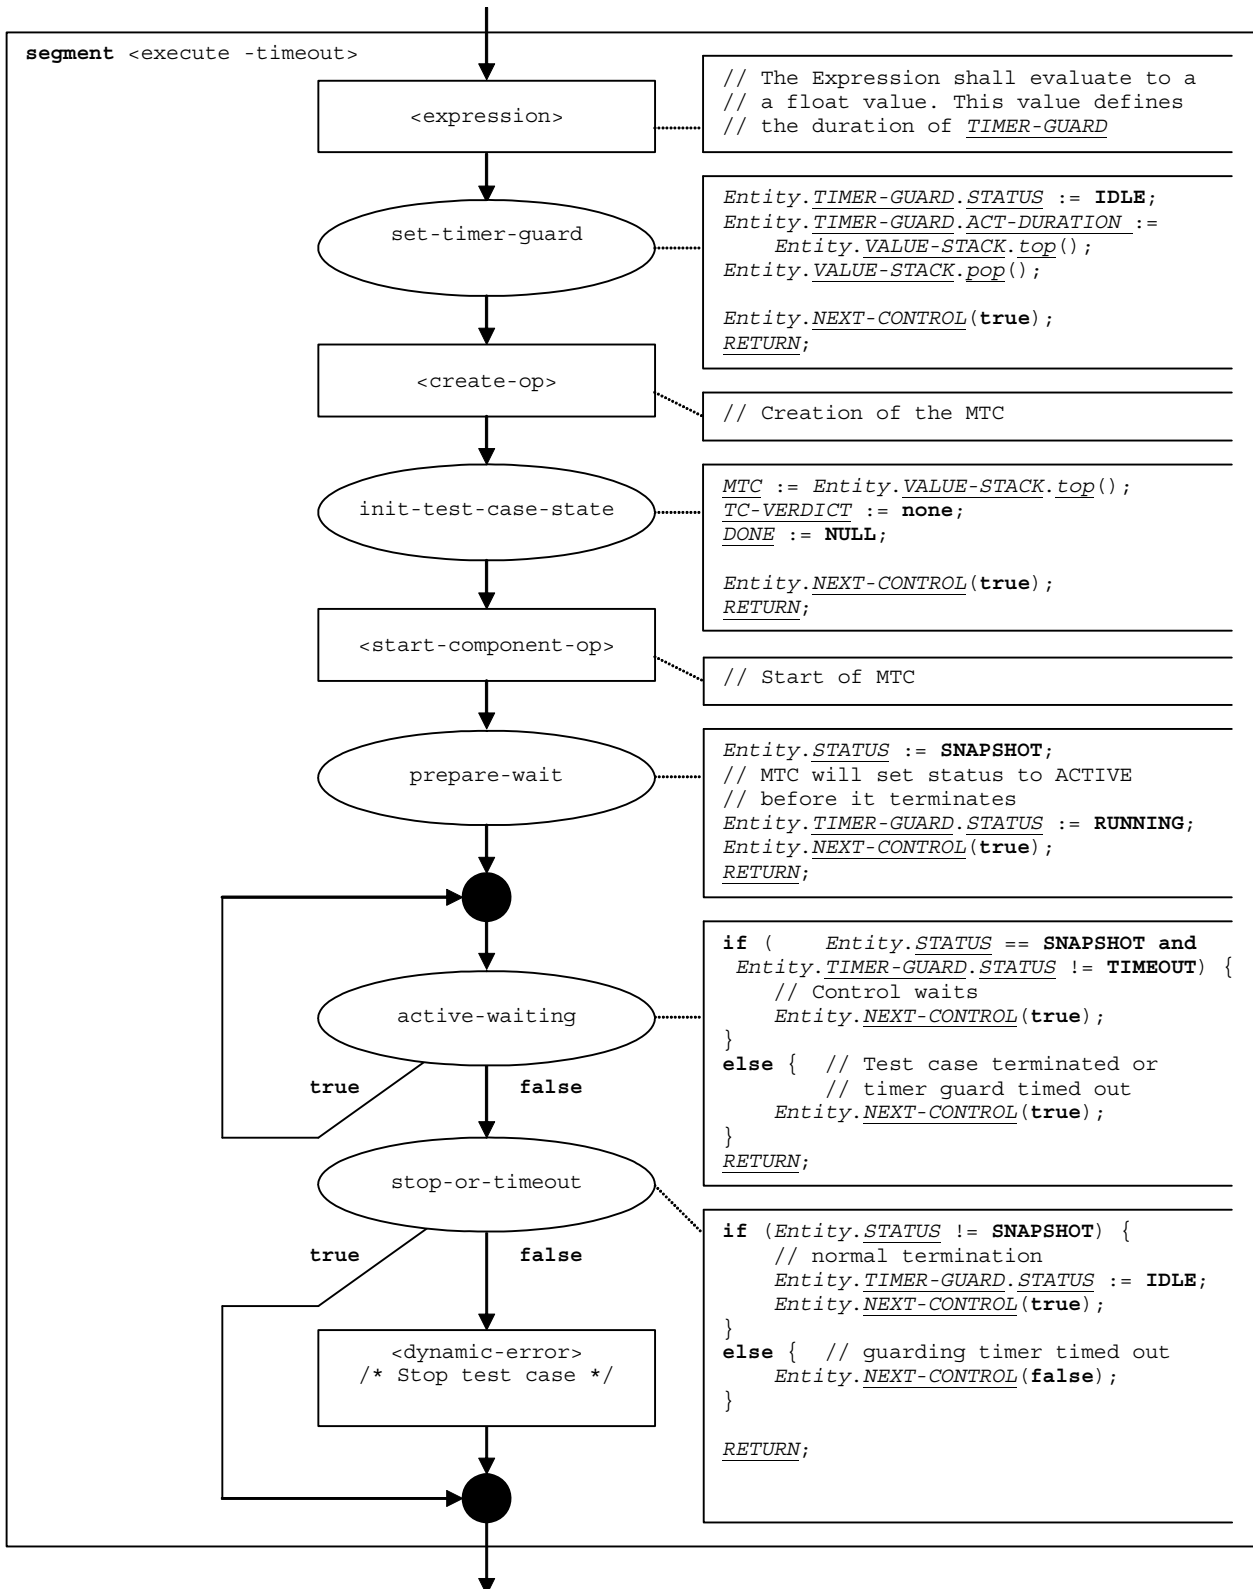 segment <execute -timeout>
<expression>
// The Expression shall evaluate to a
// a float value. This value defines
// the duration of TIMER-GUARD
set-timer-guard
Entity.TIMER-GUARD.STATUS := IDLE;
Entity.TIMER-GUARD.ACT-DURATION :=
Entity.VALUE-STACK.top();
Entity.VALUE-STACK.pop();
Entity.NEXT-CONTROL(true);
RETURN;
<create-op>
// Creation of the MTC
init-test-case-state
MTC := Entity.VALUE-STACK.top();
TC-VERDICT := none;
DONE := NULL;
Entity.NEXT-CONTROL(true);
RETURN;
<start-component-op>
// Start of MTC
prepare-wait
Entity.STATUS := SNAPSHOT;
// MTC will set status to ACTIVE
// before it terminates
Entity.TIMER-GUARD.STATUS := RUNNING;
Entity.NEXT-CONTROL(true);
RETURN;
active-waiting
true
false
if ( Entity.STATUS == SNAPSHOT and
Entity.TIMER-GUARD.STATUS != TIMEOUT) {
// Control waits
Entity.NEXT-CONTROL(true);
}
else { // Test case terminated or
// timer guard timed out
Entity.NEXT-CONTROL(true);
}
RETURN;
stop-or-timeout
true
false
if (Entity.STATUS != SNAPSHOT) {
// normal termination
Entity.TIMER-GUARD.STATUS := IDLE;
Entity.NEXT-CONTROL(true);
}
else { // guarding timer timed out
Entity.NEXT-CONTROL(false);
}
RETURN;
<dynamic-error>
/* Stop test case */